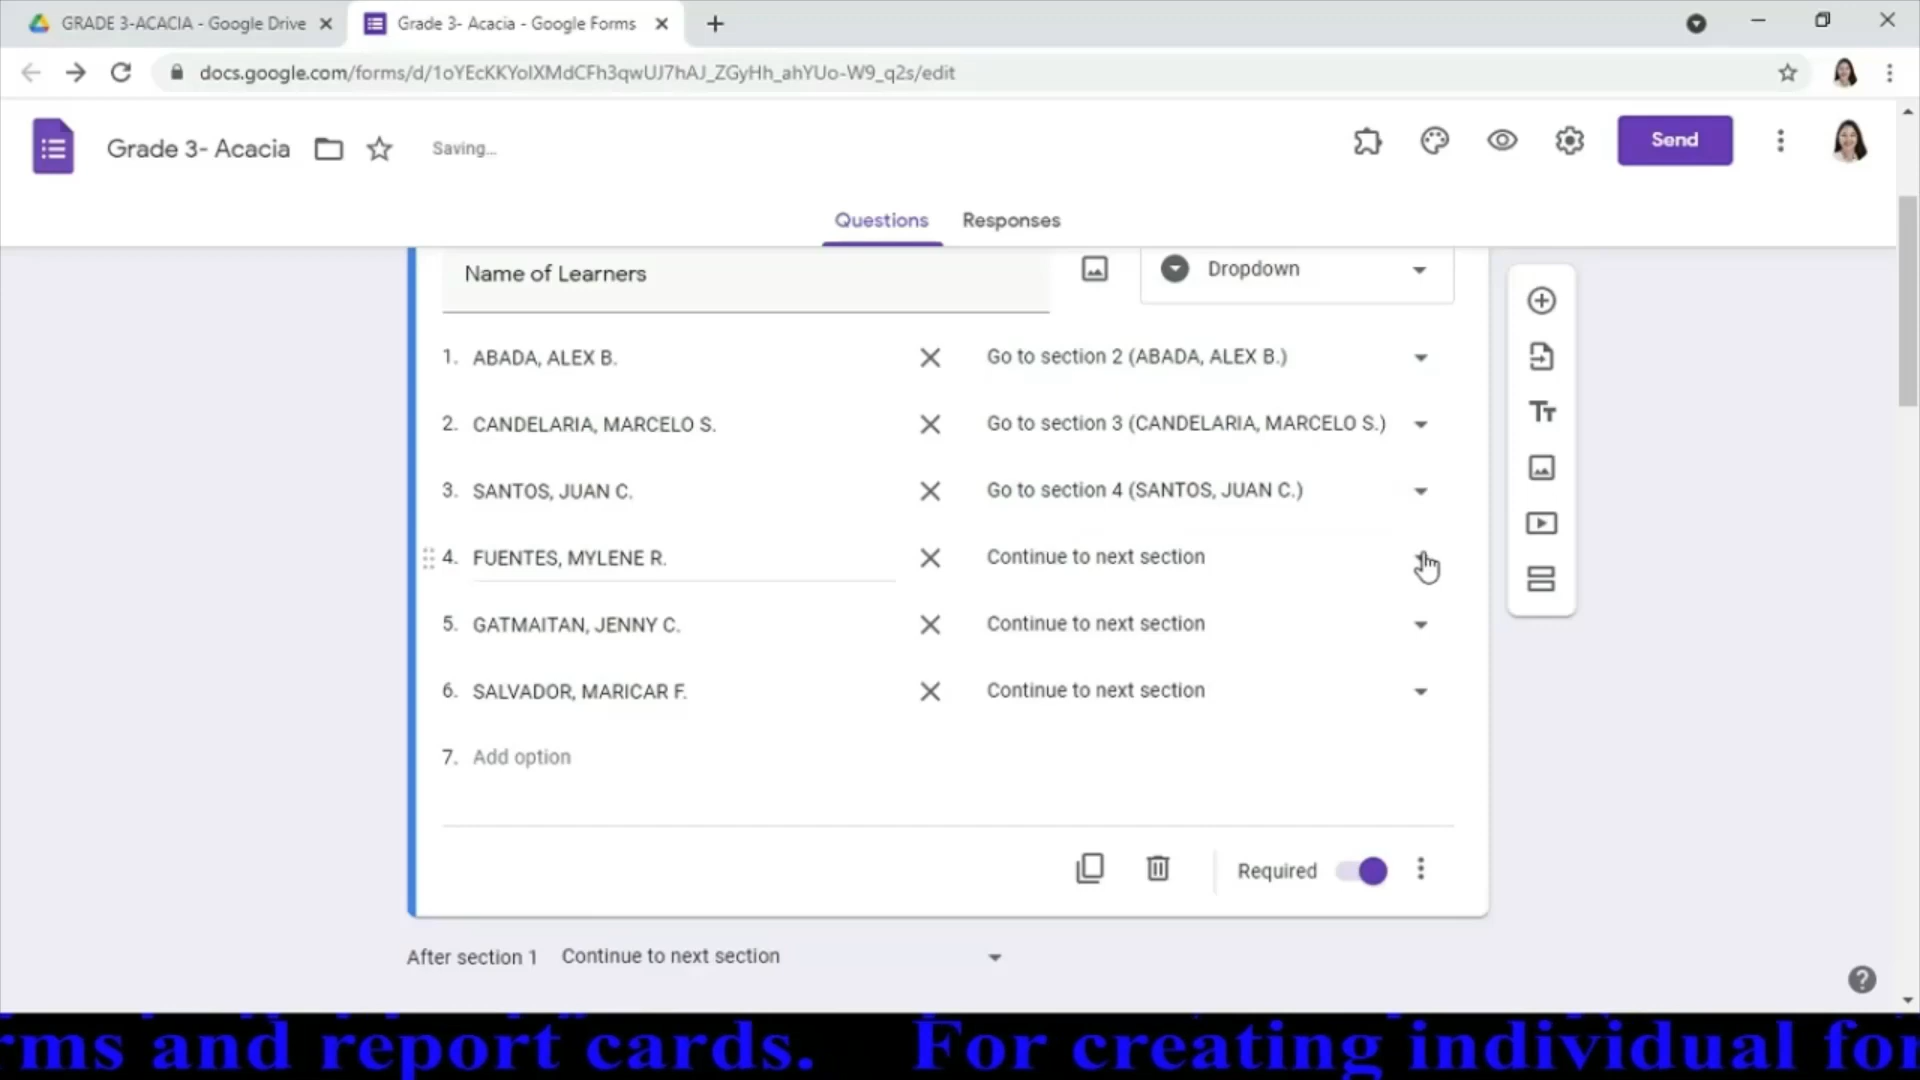 GRADE 3-ACACIA - Google Drive
Grade 3- Acacia - Google Forms
docs.google.com/forms/d/1oYEcKKYoIXMdCFh3qwUJ7hAJ_ZGyHh_ahYUo-W9_q2s/edit
Grade 3- Acacia
Saving...
Send
Questions
Responses
Name of Learners
Dropdown
1. ABADA, ALEX B.
Go to section 2 (ABADA, ALEX B.)
2. CANDELARIA, MARCELO S.
Go to section 3 (CANDELARIA, MARCELO S.)
3. SANTOS, JUAN C.
Go to section 4 (SANTOS, JUAN C.)
4. FUENTES, MYLENE R.
Continue to next section
5. GATMAITAN, JENNY C.
Continue to next section
6. SALVADOR, MARICAR F.
Continue to next section
7. Add option
Required
After section 1 Continue to next section
rms and report cards. For creating individual for